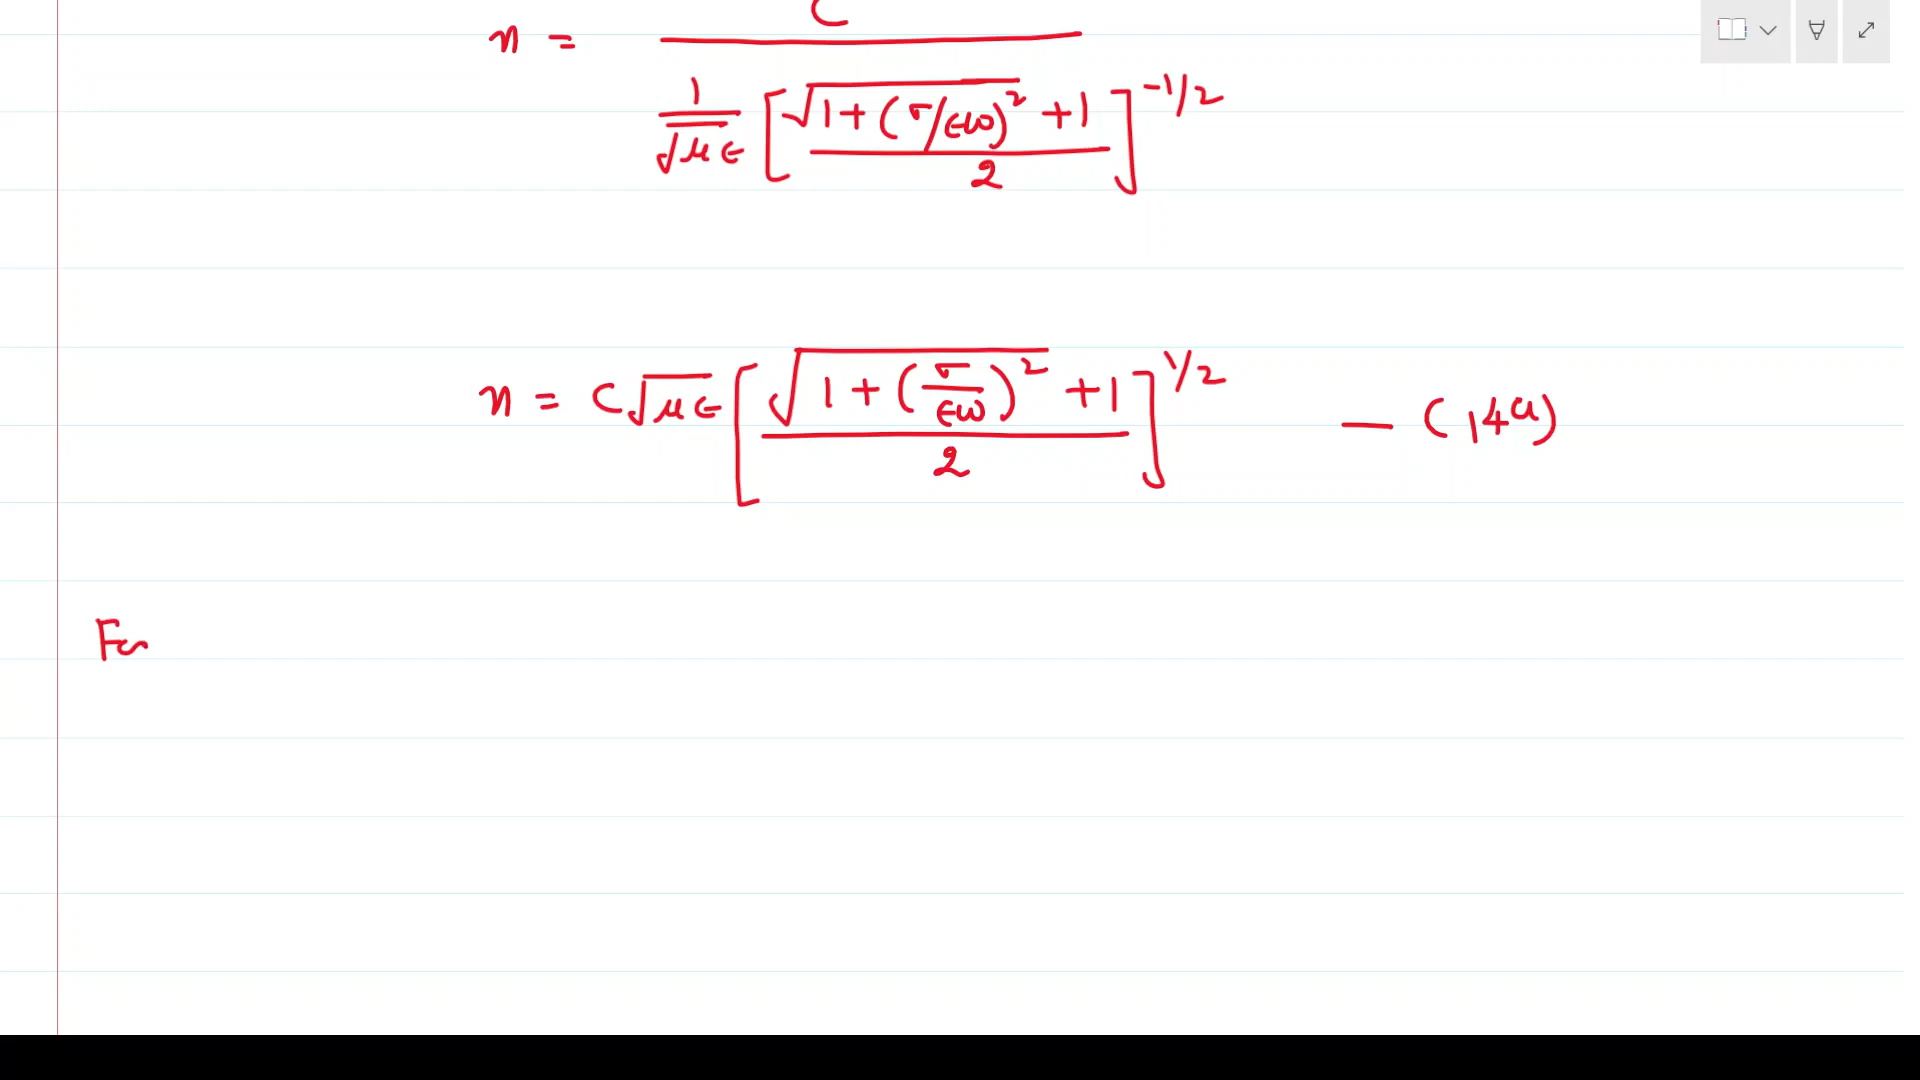 n = C / (1/√με [(√(1+(σ/εω)²) +1)/2]^(-1/2))
n = C√με [(√(1+(σ/εω)²) +1)/2]^(1/2) — (14a)
For